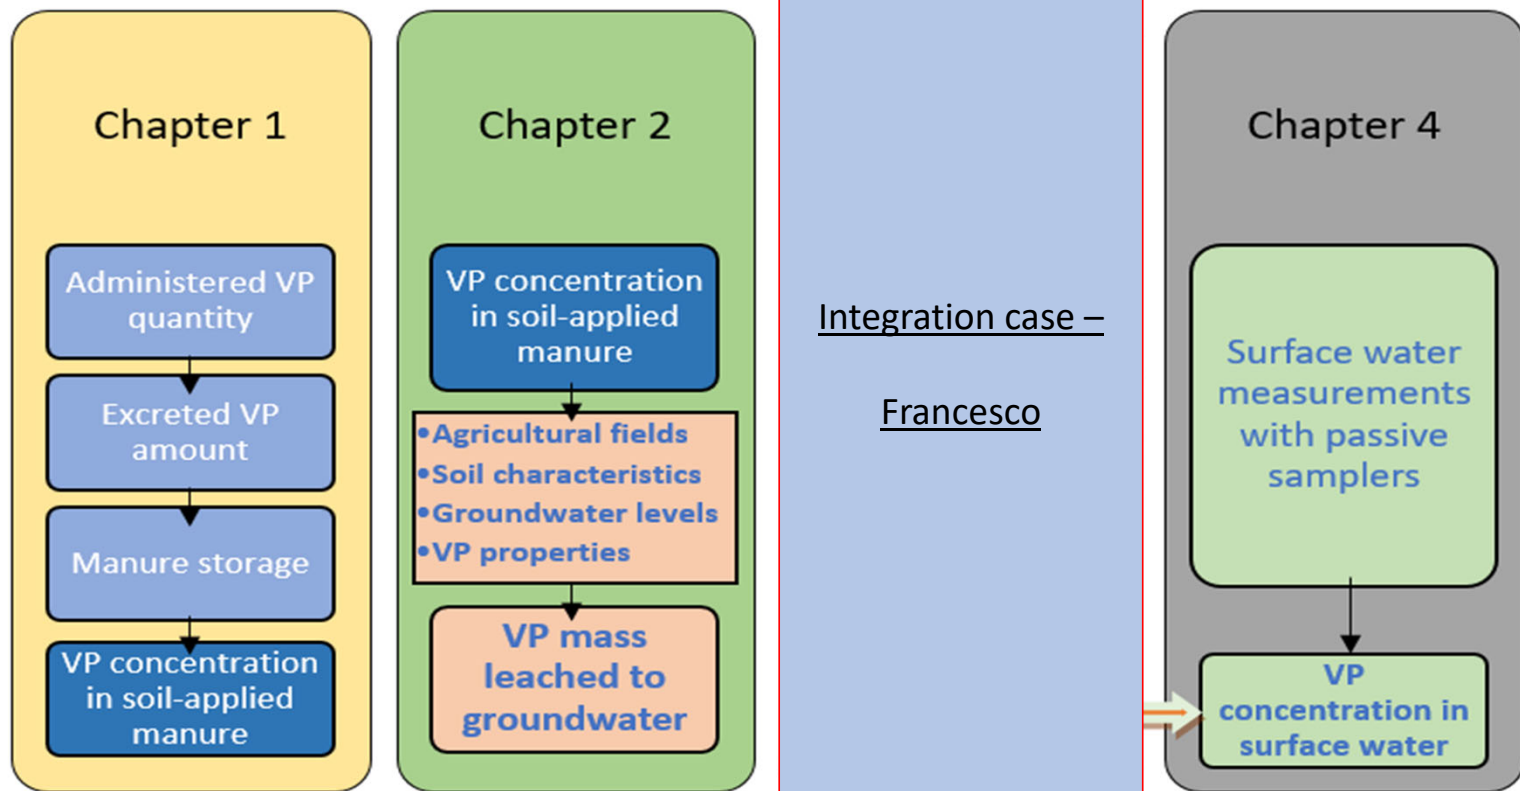 Chapter 1
Administered VP
quantity
Excreted VP
amount
Manure storage
VP concentration
in soil-applied
manure
Chapter 2
VP concentration
in soil-applied
manure
•Agricultural fields
•Soil characteristics
•Groundwater levels
•VP properties
VP mass
leached to
groundwater
Integration case –
Francesco
Chapter 4
Surface water
measurements
with passive
samplers
VP
concentration in
surface water